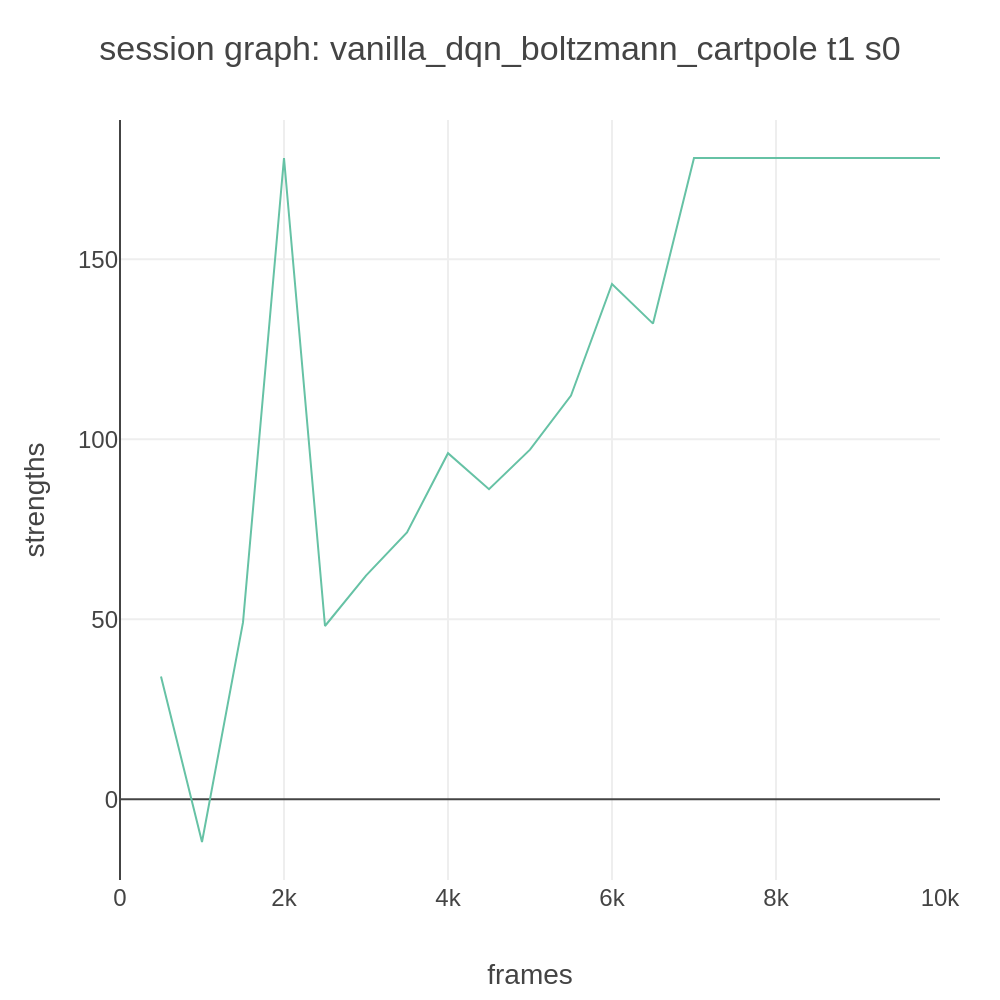 session graph: vanilla_dqn_boltzmann_cartpole t1 s0
150
100
50
0
strengths
0 2k 4k 6k 8k 10k
frames